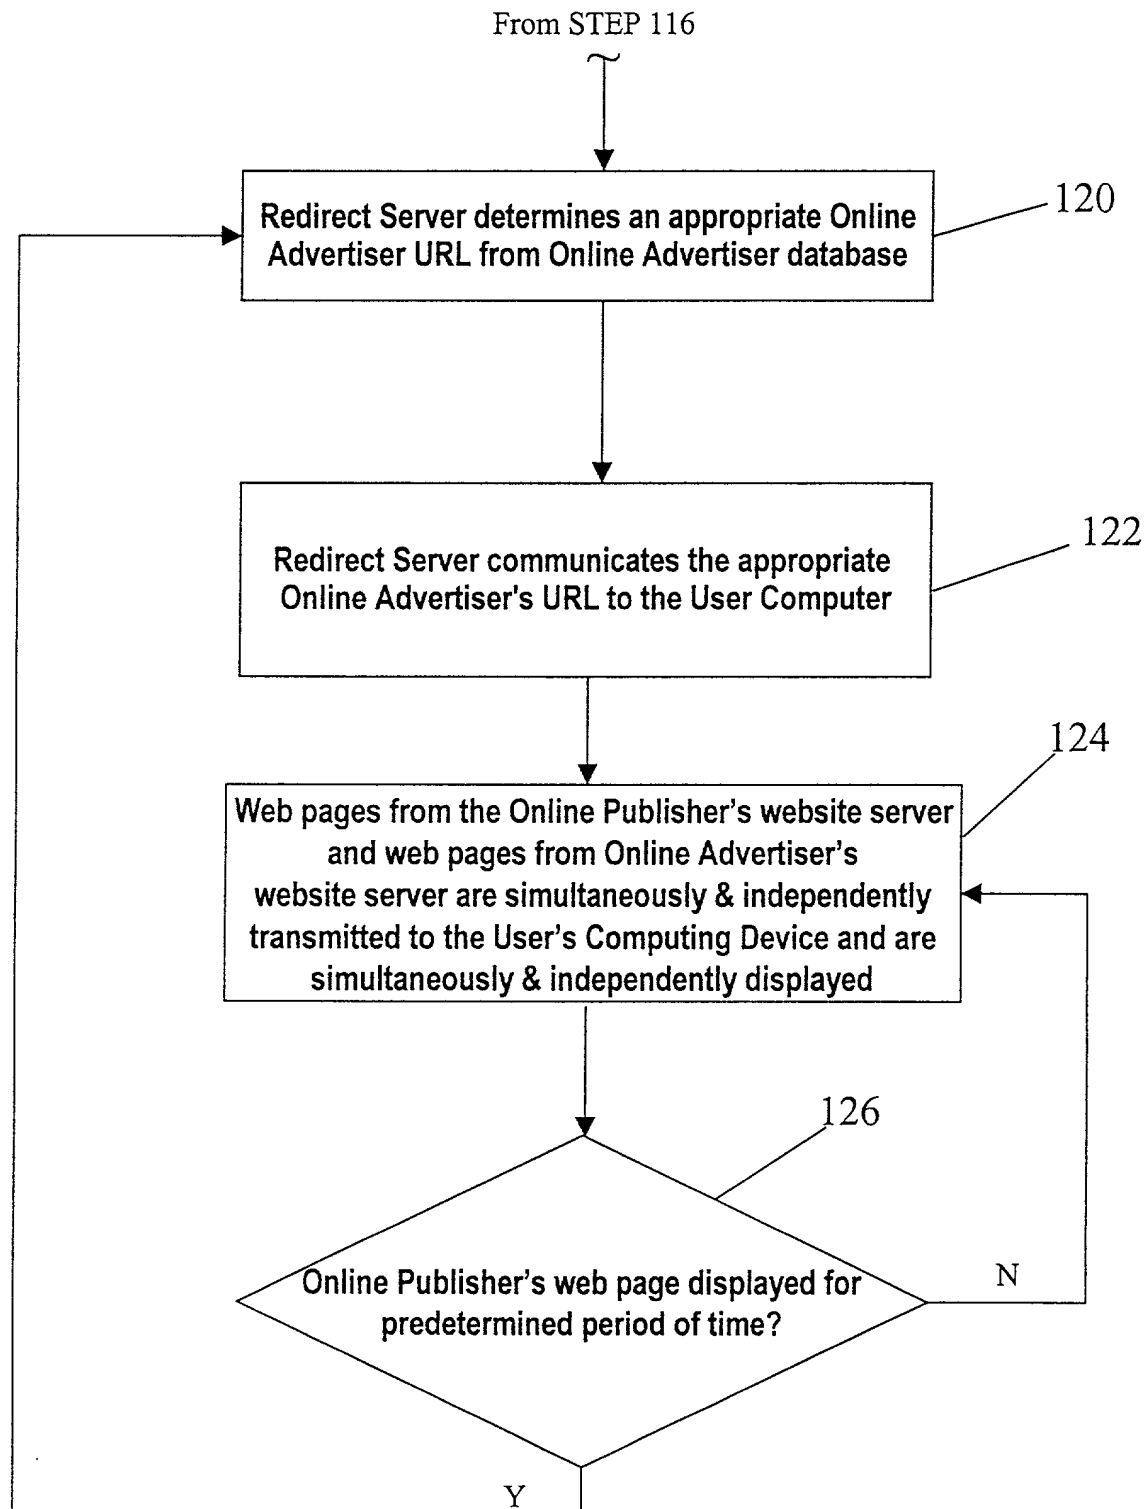 From STEP 116
Redirect Server determines an appropriate Online
Advertiser URL from Online Advertiser database
120
Redirect Server communicates the appropriate
Online Advertiser's URL to the User Computer
122
124
Web pages from the Online Publisher's website server
and web pages from Online Advertiser's
website server are simultaneously & independently
transmitted to the User's Computing Device and are
simultaneously & independently displayed
126
Online Publisher's web page displayed for
predetermined period of time?
N
Y